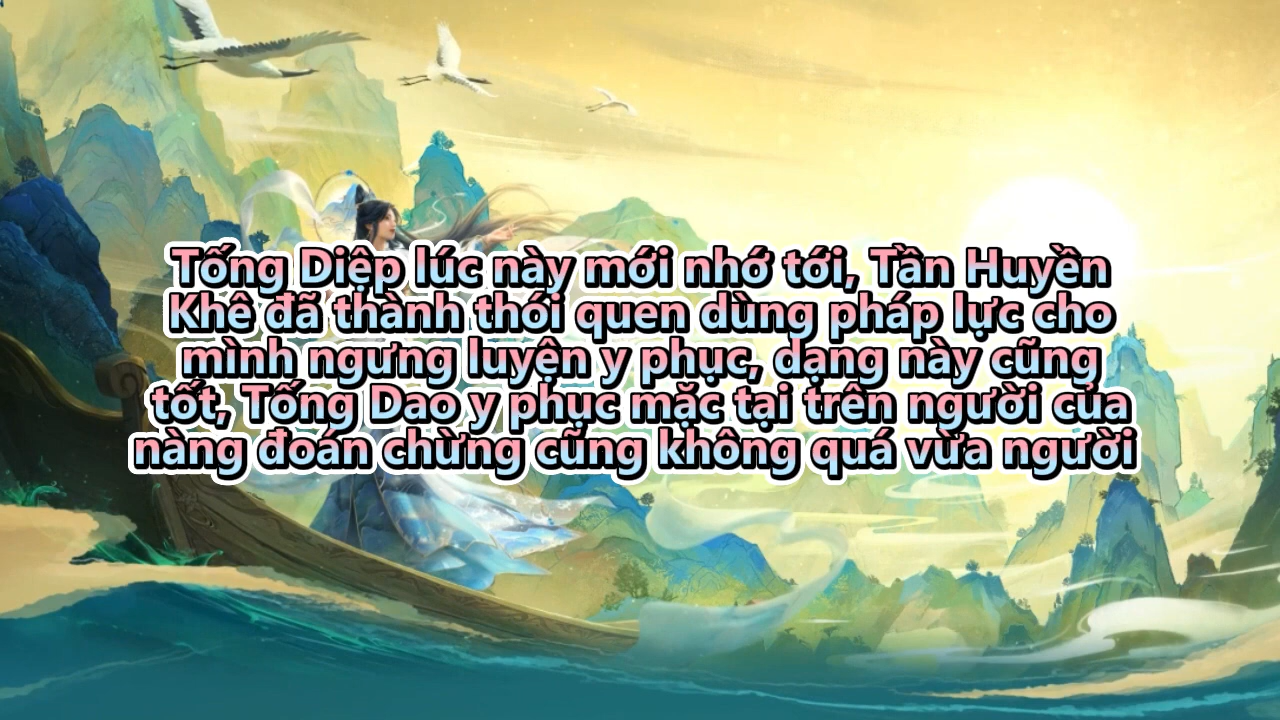 Tống Diệp lúc này mới nhớ tới, Tần Huyền
Khê đã thành thói quen dùng pháp lực cho
mình ngưng luyện y phục, dạng này cũng
tốt, Tống Dao y phục mặc tại trên người của
nàng đoán chừng cũng không quá vừa người